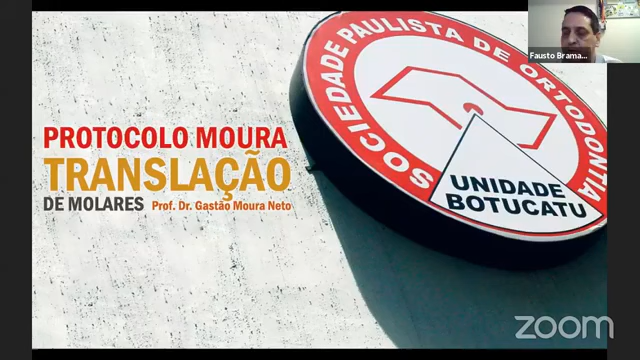 Fausto Brama...
SOCIEDADE PAULISTA DE ORTODONTIA
UNIDADE
BOTUCATU
PROTOCOLO MOURA
TRANSLAÇÃO
DE MOLARES Prof. Dr. Gastão Moura Neto
zoom